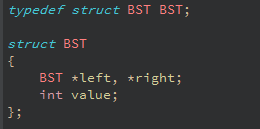 typedef struct BST BST;
struct BST
{
BST *left, *right;
int value;
};